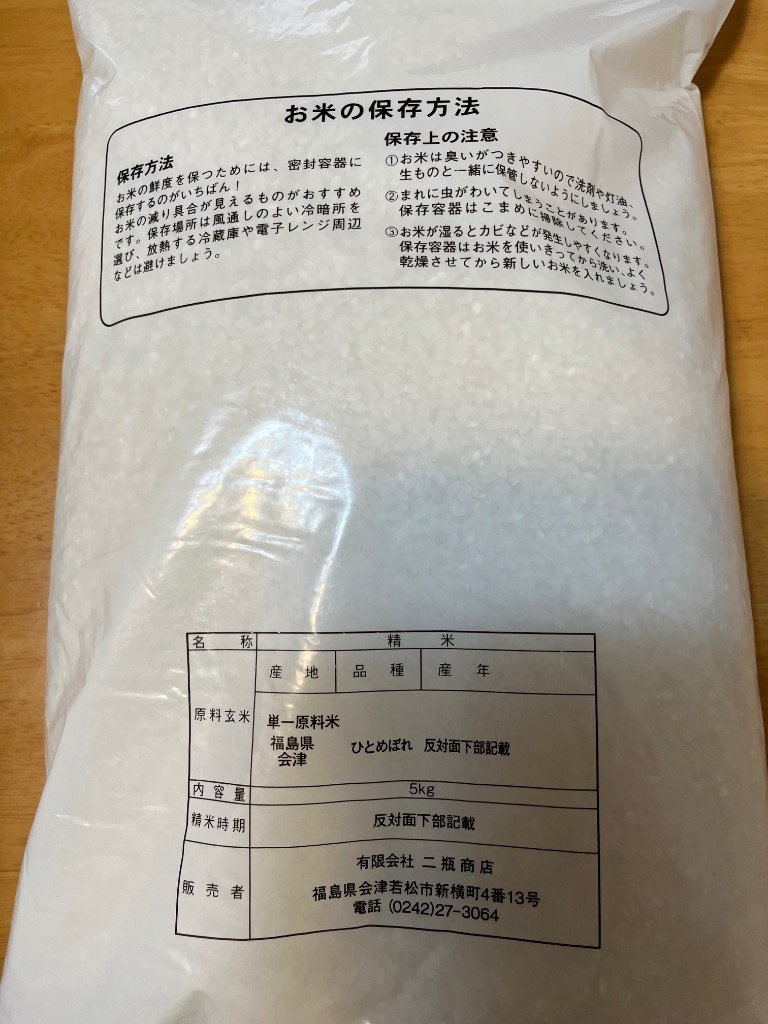 お米の保存方法
保存方法
お米の鮮度を保つためには、密封容器に
保存するのがいちばん！
お米の減り具合が見えるものがおすすめ
です。保存場所は風通しのよい冷暗所を
選び、放熱する冷蔵庫や電子レンジ周辺
などは避けましょう。
保存上の注意
①お米は臭いがつきやすいので洗剤や灯油、
生ものと一緒に保管しないようにしましょう。
②まれに虫がわいてしまうことがあります。
保存容器はこまめに掃除してください。
③お米が湿るとカビなどが発生しやすくなります。
保存容器はお米を使いきってから洗い、よく
乾燥させてから新しいお米を入れましょう。
名称 精米
原料玄米 産地 品種 産年
単一原料米
福島県 ひとめぼれ 反対面下部記載
会津
内容量 5kg
精米時期 反対面下部記載
販売者 有限会社 二瓶商店
福島県会津若松市新横町4番13号
電話 (0242)27-3064